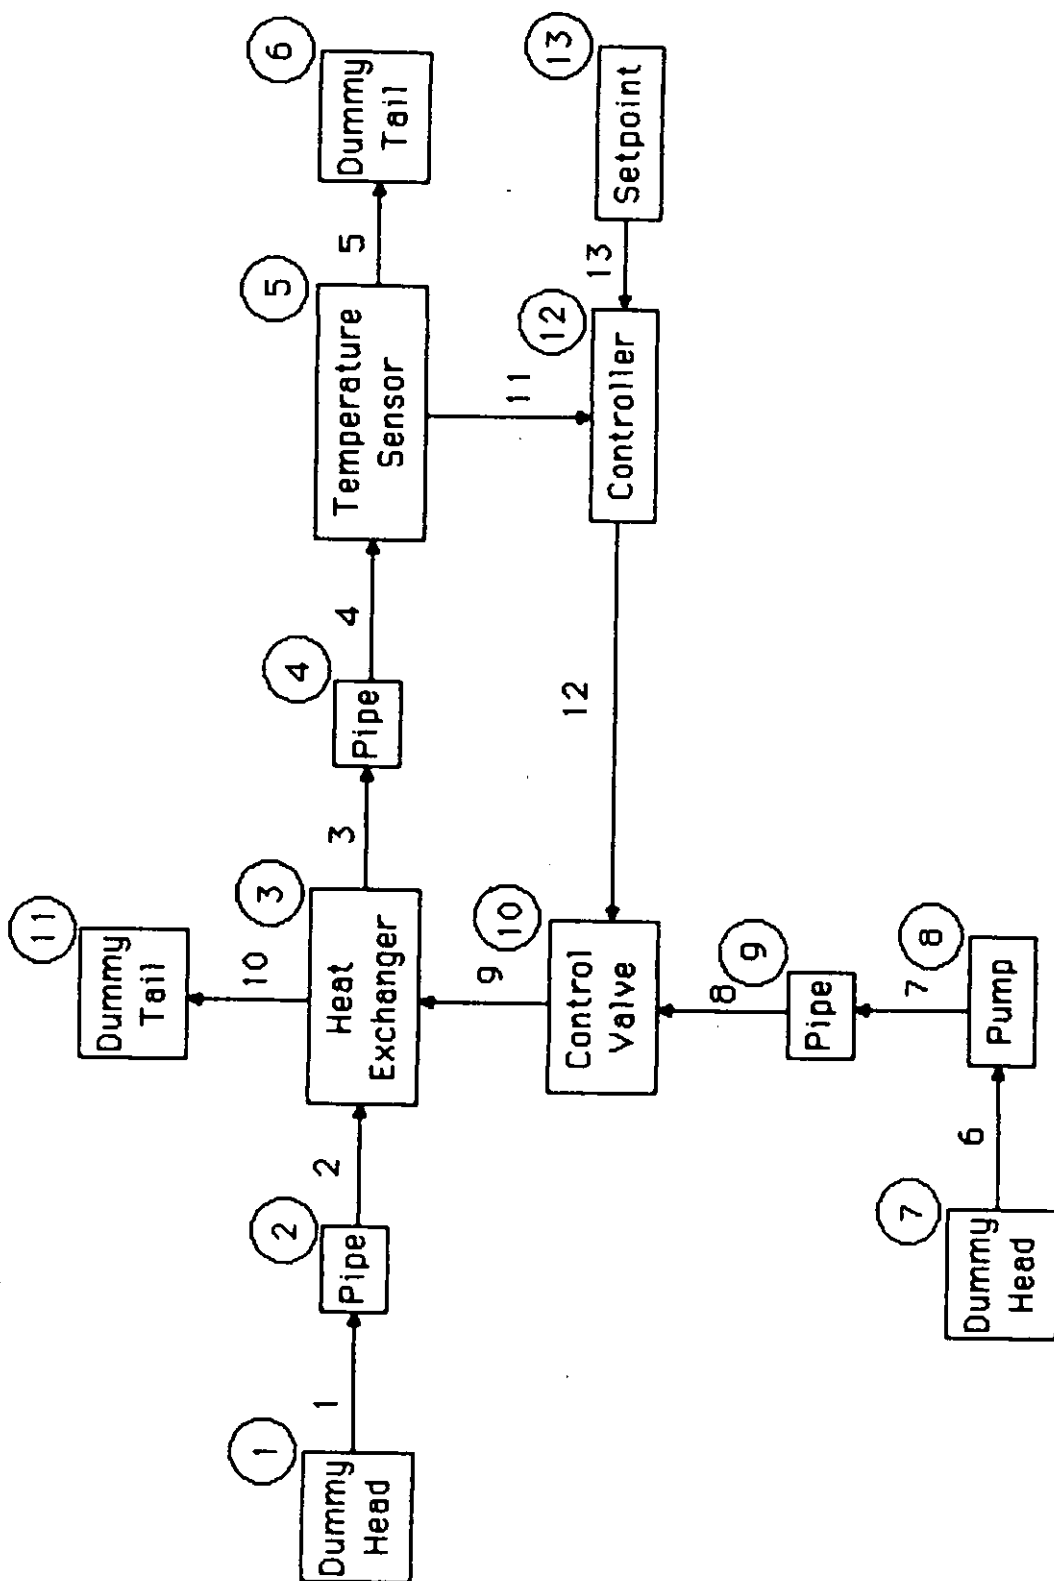 1
Dummy
Head
1
2
Pipe
2
3
Heat
Exchanger
3
4
Pipe
4
5
Temperature
Sensor
5
6
Dummy
Tail
11
Dummy
Tail
10
9
10
Control
Valve
12
11
12
Controller
13
13
Setpoint
8
9
Pipe
7
8
Pump
6
7
Dummy
Head